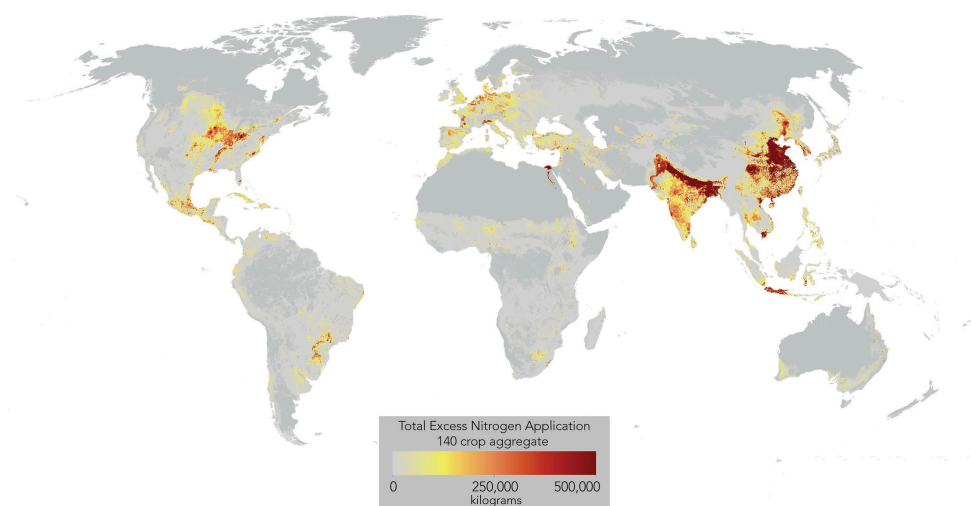 Total Excess Nitrogen Application
140 crop aggregate
0 250,000 500,000
kilograms